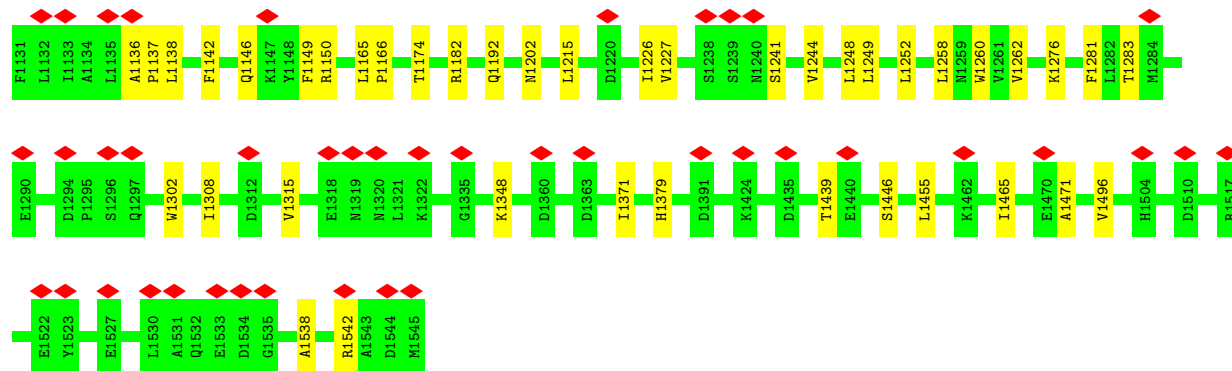 F1131 L1132 I1133 A1134 L1135 A1136 P1137 L1138 F1142 Q1146 K1147 Y1148 F1149 R1150 L1165 P1166 T1174 R1182 Q1192 N1202 L1215 D1220 I1226 V1227 S1238 S1239 N1240 S1241 V1244 L1248 L1249 L1252 L1258 N1259 W1260 V1261 V1262 K1276 F1281 L1282 T1283 M1284
E1290 D1294 P1295 S1296 Q1297 W1302 I1308 D1312 V1315 E1318 N1319 N1320 L1321 K1322 G1335 K1348 D1360 D1363 I1371 H1379 D1391 K1424 D1435 T1439 E1440 S1446 L1455 K1462 I1465 E1470 A1471 V1496 H1504 D1510
E1522 Y1523 E1527 L1530 A1531 Q1532 E1533 D1534 G1535 A1538 R1542 A1543 D1544 M1545